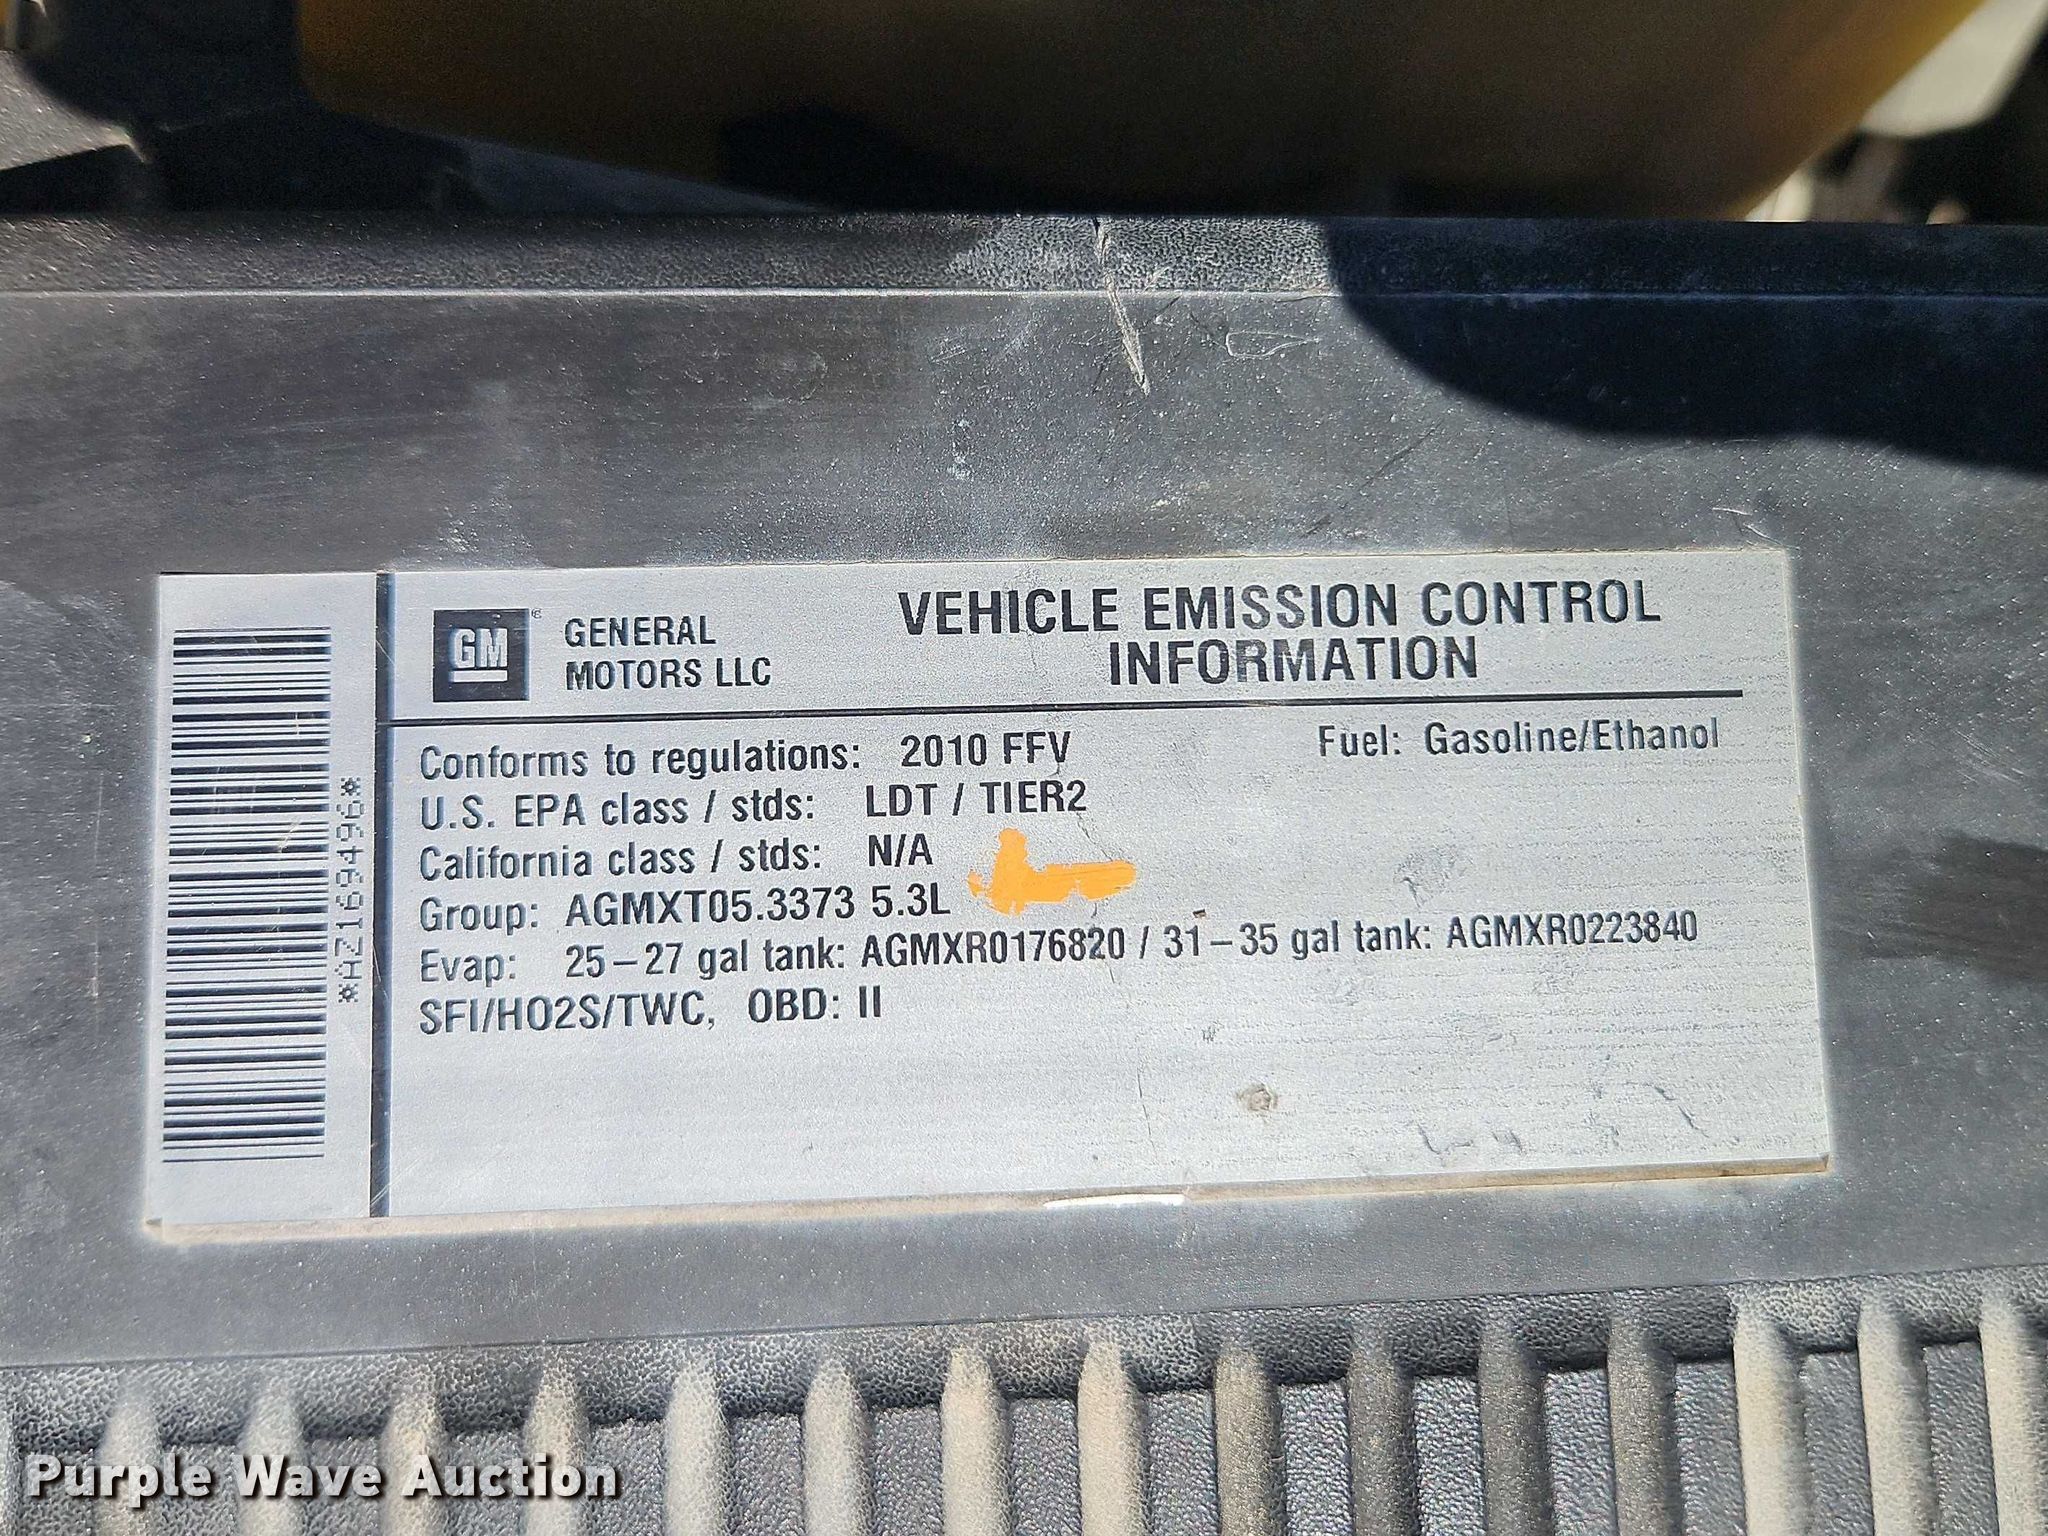 *AZ1694496*
GM®
GENERAL
MOTORS LLC
VEHICLE EMISSION CONTROL
INFORMATION
Conforms to regulations: 2010 FFV
Fuel: Gasoline/Ethanol
U.S. EPA class / stds: LDT / TIER2
California class / stds: N/A
Group: AGMXT05.3373 5.3L
Evap: 25-27 gal tank: AGMXR0176820 / 31-35 gal tank: AGMXR0223840
SFI/HO2S/TWC, OBD: II
Purple Wave Auction